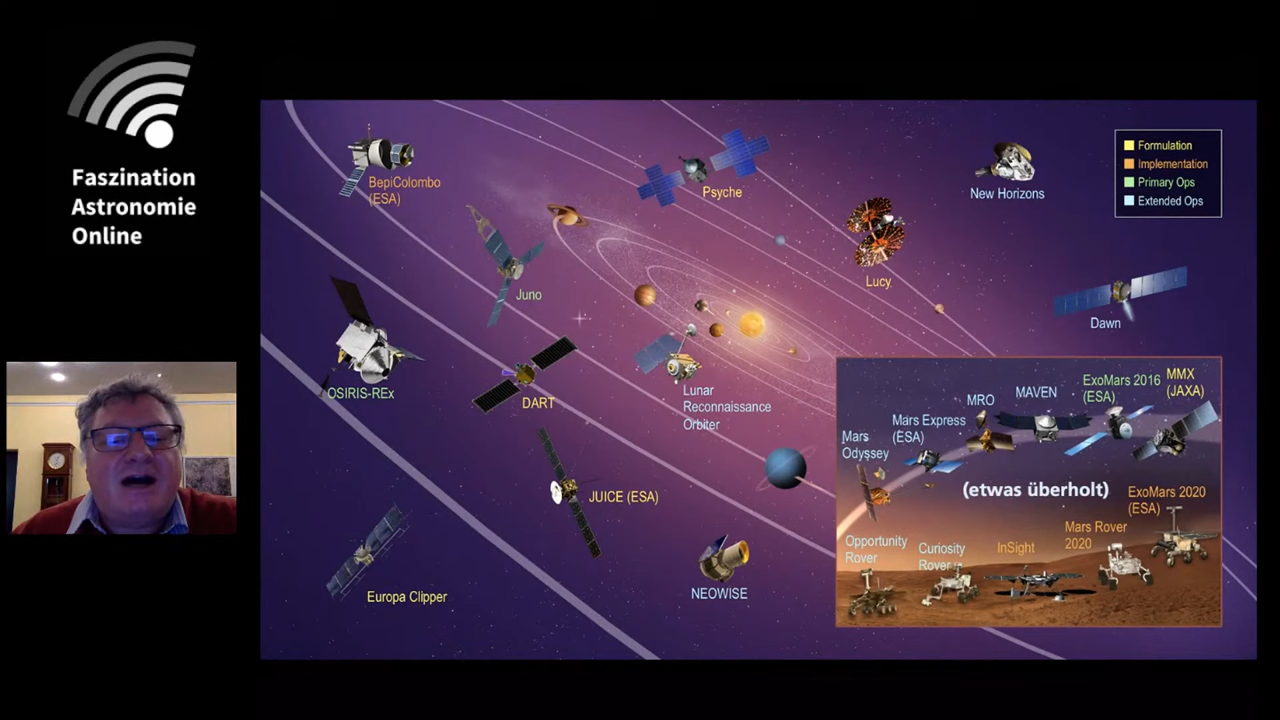 Faszination
Astronomie
Online
BepiColombo
(ESA)
Psyche
New Horizons
Formulation
Implementation
Primary Ops
Extended Ops
Juno
Lucy
Dawn
OSIRIS-REx
DART
Lunar
Reconnaissance
Orbiter
JUICE (ESA)
Europa Clipper
NEOWISE
Mars
Odyssey
Mars Express
(ESA)
MRO
MAVEN
ExoMars 2016
(ESA)
MMX
(JAXA)
(etwas überholt)
Opportunity
Rover
Curiosity
Rover
InSight
Mars Rover
2020
ExoMars 2020
(ESA)